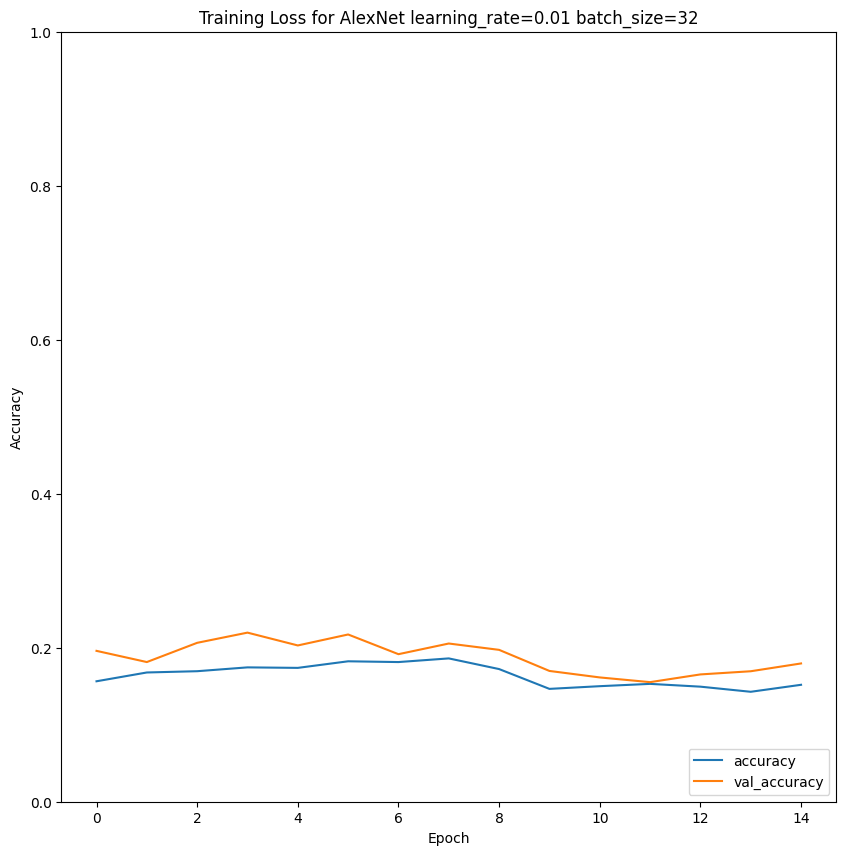 Training Loss for AlexNet learning_rate=0.01 batch_size=32
1.0
0.8
0.6
0.4
0.2
0.0
Accuracy
0 2 4 6 8 10 12 14
Epoch
accuracy
val_accuracy